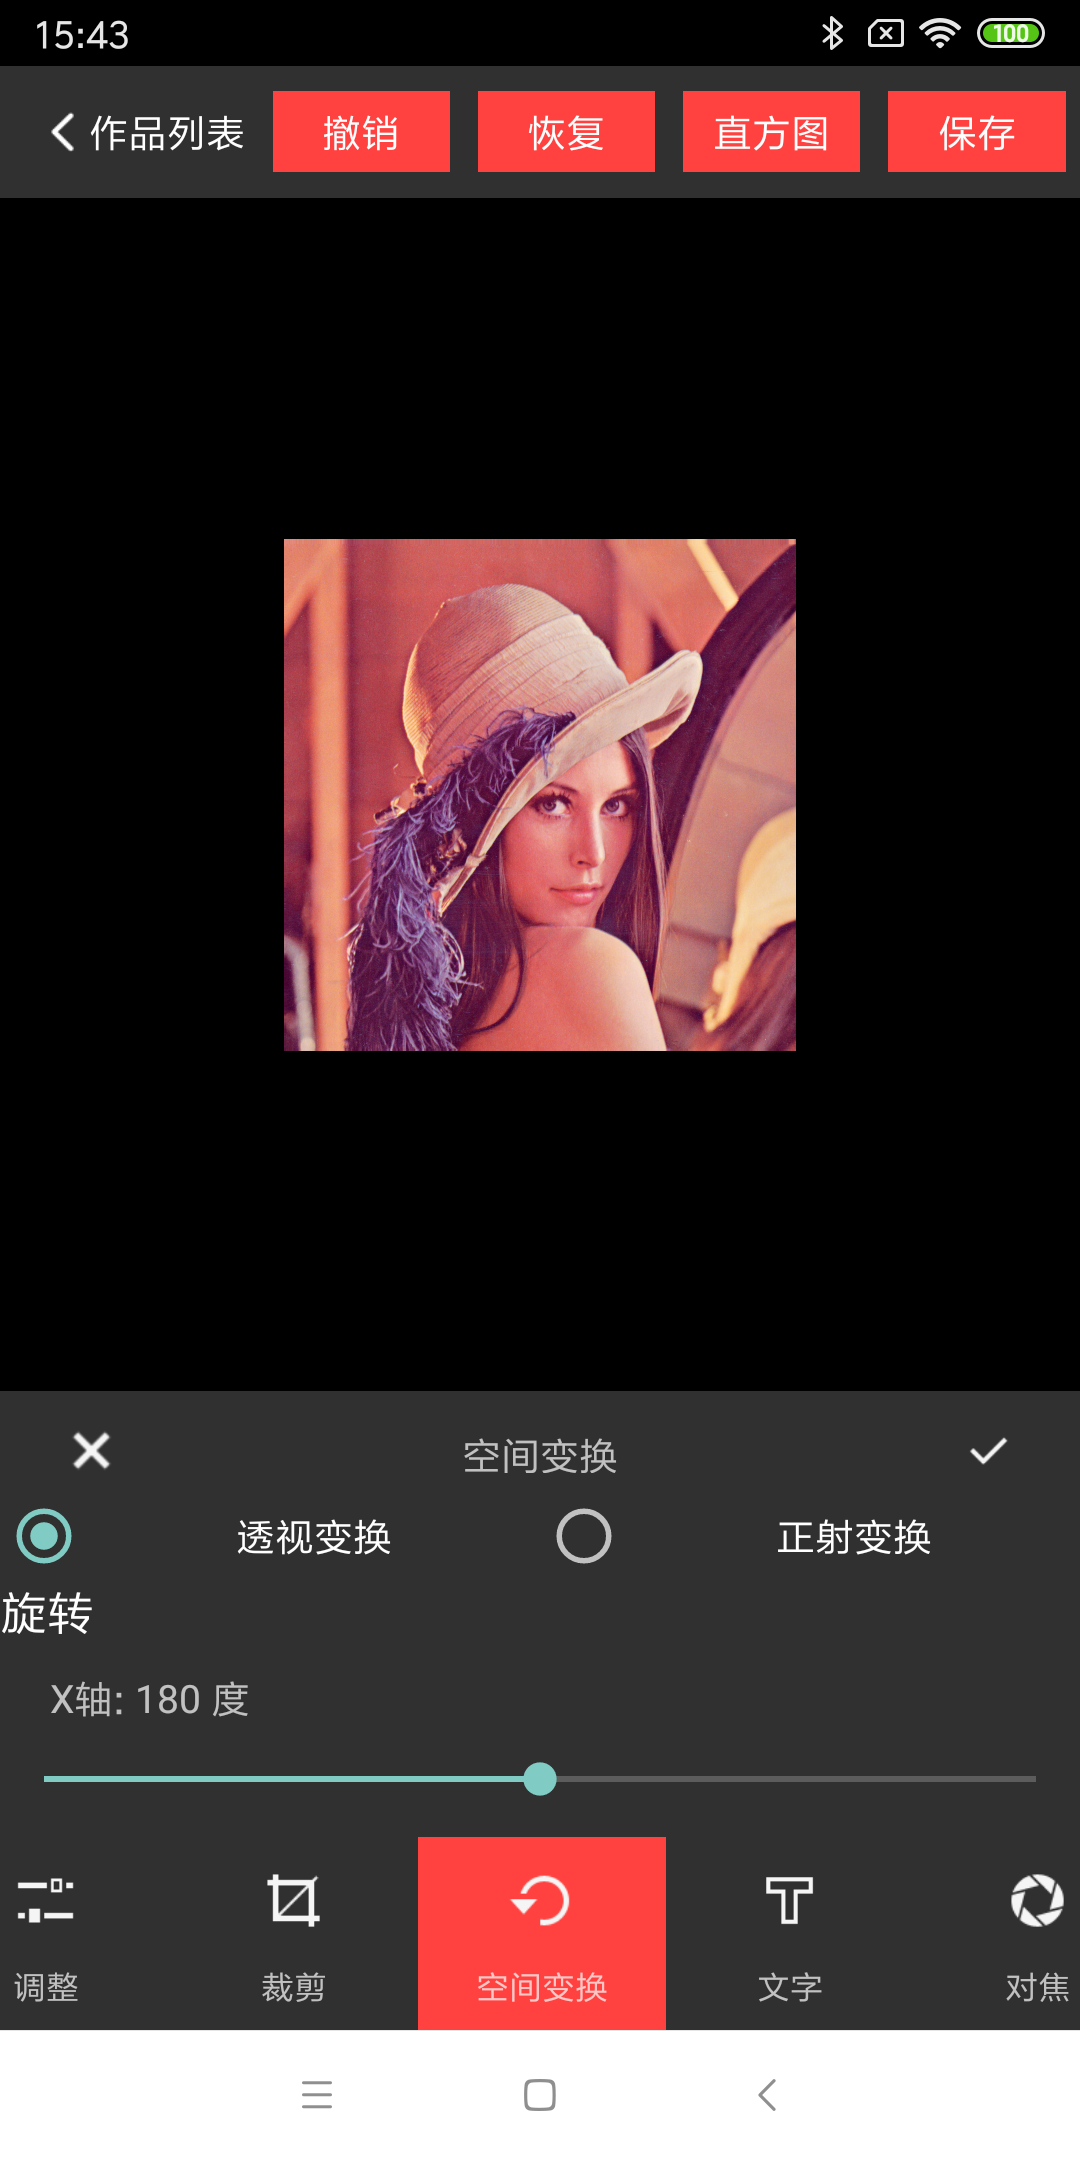 15:43 100
作品列表 撤销 恢复 直方图 保存
空间变换
透视变换 正射变换
旋转
X轴: 180 度
调整 裁剪 空间变换 文字 对焦